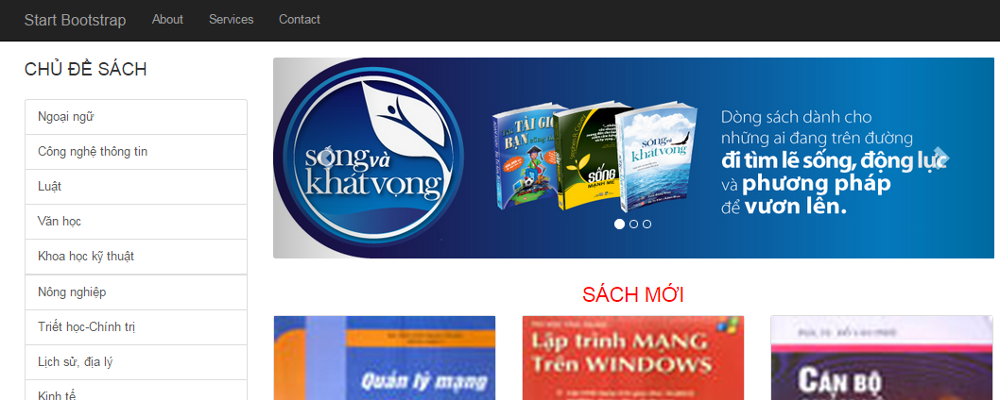 Start Bootstrap About Services Contact
CHỦ ĐỀ SÁCH
Ngoại ngữ
Công nghệ thông tin
Luật
Văn học
Khoa học kỹ thuật
Nông nghiệp
Triết học-Chính trị
Lịch sử, địa lý
Kinh tế
sống và
khát vọng
TÀI GIỎI
BẠN
SỐNG
MẠNH MẼ
sống và
khát vọng
Dòng sách dành cho
những ai đang trên đường
đi tìm lẽ sống, động lực
và phương pháp
để vươn lên.
SÁCH MỚI
Quản lý mạng
Lập trình MẠNG
Trên WINDOWS
CÁN BỘ